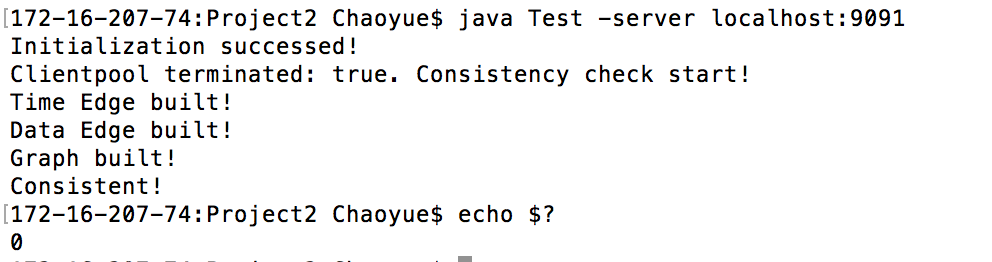 [172-16-207-74:Project2 Chaoyue$ java Test -server localhost:9091
Initialization successed!
Clientpool terminated: true. Consistency check start!
Time Edge built!
Data Edge built!
Graph built!
Consistent!
[172-16-207-74:Project2 Chaoyue$ echo $?
0